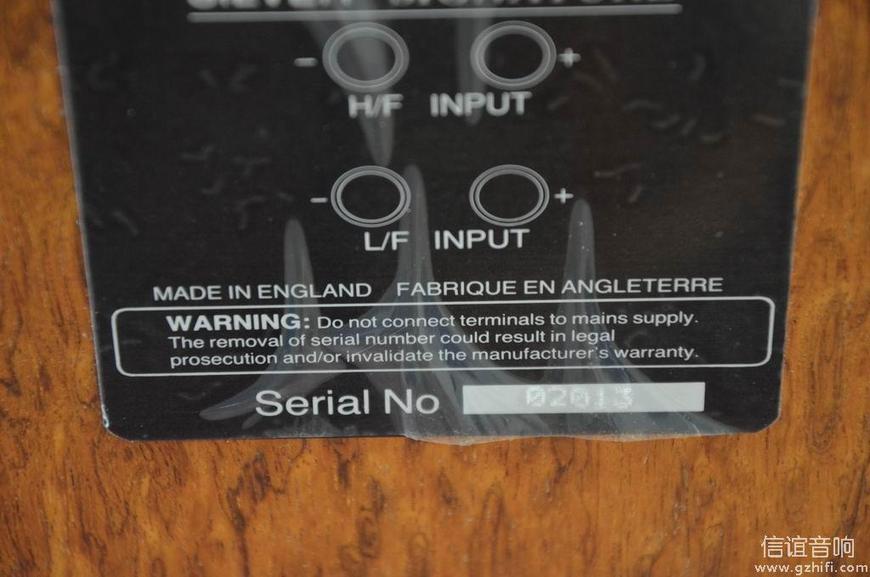 - +
H/F INPUT
- +
L/F INPUT
MADE IN ENGLAND FABRIQUE EN ANGLETERRE
WARNING: Do not connect terminals to mains supply.
The removal of serial number could result in legal
prosecution and/or invalidate the manufacturer's warranty.
Serial No 02013
信谊音响
www.gzhifi.com